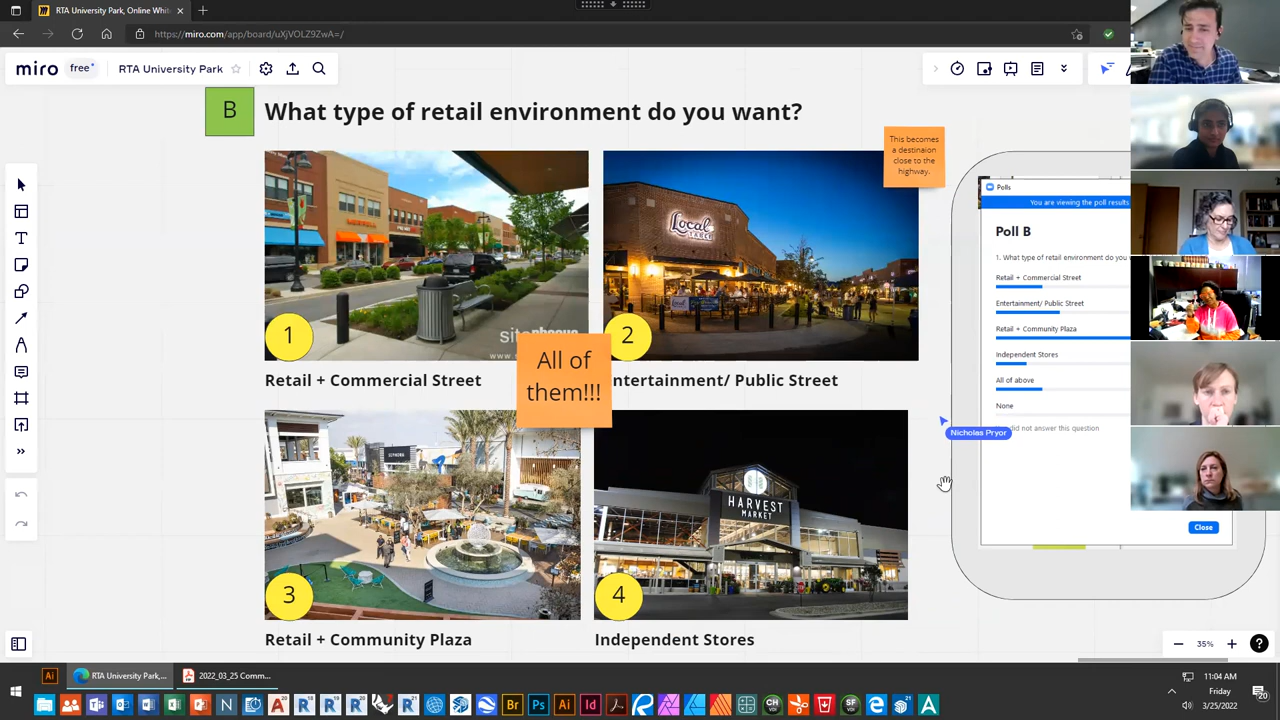 RTA University Park, Online Whit
https://miro.com/app/board/uXjVOLZ9ZwA=/
miro free RTA University Park
B What type of retail environment do you want?
This becomes
a destinaion
close to the
highway.
Local
1
2
www.s
All of
them!!!
Retail + Commercial Street
ntertainment/ Public Street
SEPHORA
HARVEST
MARKET
3
4
Retail + Community Plaza
Independent Stores
Polls
You are viewing the poll results
Poll B
1. What type of retail environment do you
Retail + Commercial Street
Entertainment/ Public Street
Retail + Community Plaza
Independent Stores
All of above
None
did not answer this question
Close
Nicholas Pryor
35%
?
RTA University Park,...
2022_03_25 Comm...
11:04 AM
Friday
3/25/2022